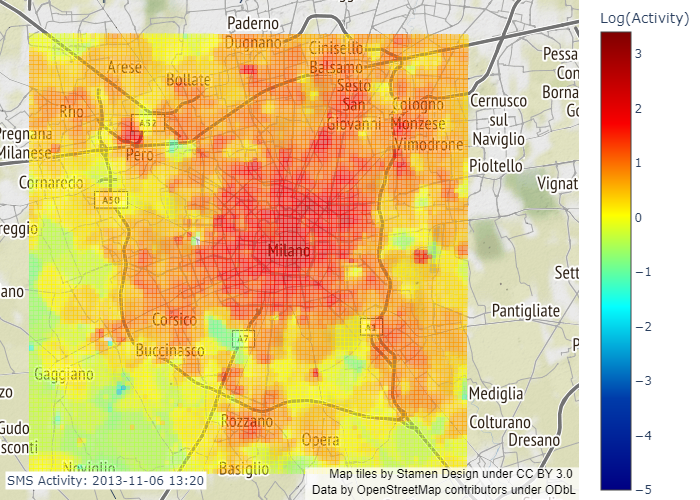 Log(Activity)
Paderno
Dugnano
Cinisello
Balsamo
Arese
Bollate
Sesto
San
Giovanni
Cologno
Monzese
Vimodrone
Pessa
Con
Borna
Go
Cernusco
sul
Naviglio
Rho
A52
Pregnana
Milanese
Pero
Pioltello
Cornaredo
Vignat
A50
reggio
Milano
Sett
ano
Pantigliate
Corsico
A7
A1
Buccinasco
P
Gaggiano
zo
Mediglia
Rozzano
Colturano
Gudo
sconti
Opera
Dresano
Noviglio
Basiglio
3
2
1
0
−1
−2
−3
−4
−5
SMS Activity: 2013-11-06 13:20
Map tiles by Stamen Design under CC BY 3.0
Data by OpenStreetMap contributors under ODbL